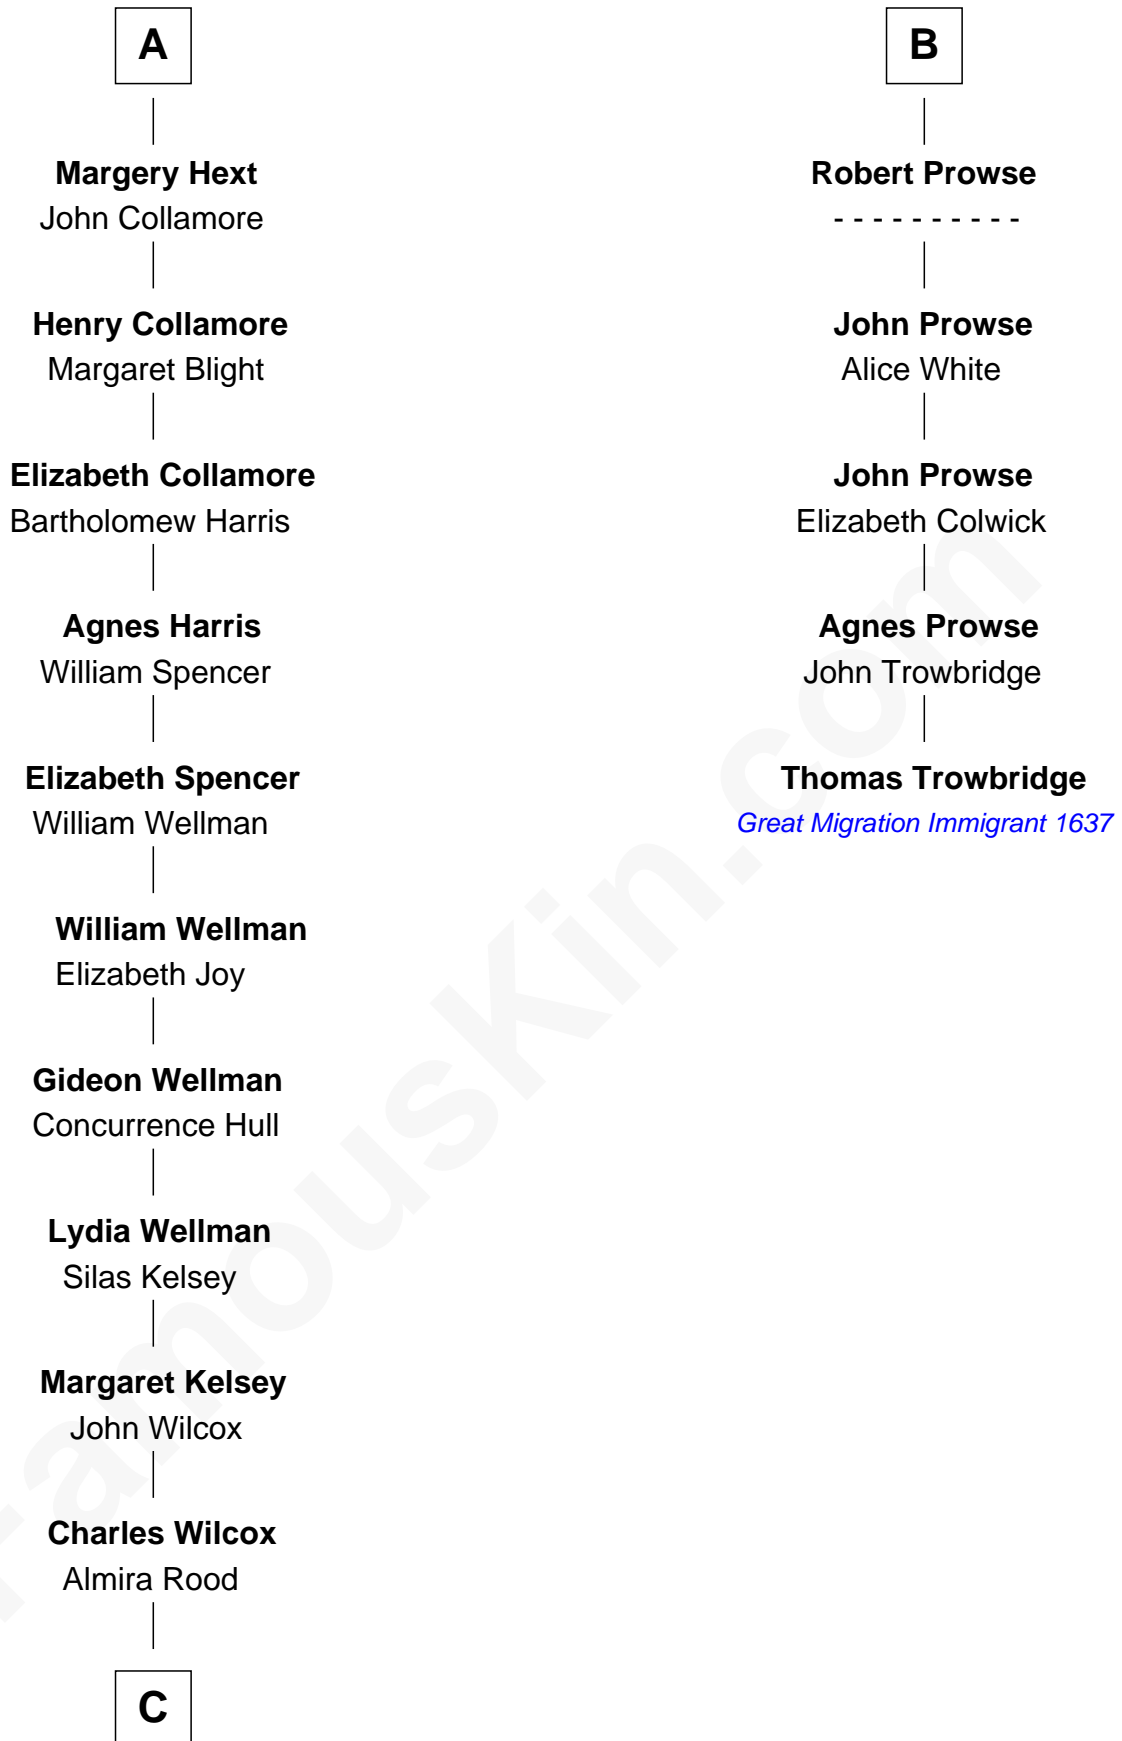 A
Margery Hext
John Collamore
Henry Collamore
Margaret Blight
Elizabeth Collamore
Bartholomew Harris
Agnes Harris
William Spencer
Elizabeth Spencer
William Wellman
William Wellman
Elizabeth Joy
Gideon Wellman
Concurrence Hull
Lydia Wellman
Silas Kelsey
Margaret Kelsey
John Wilcox
Charles Wilcox
Almira Rood
C
B
Robert Prowse
- - - - - - - - - -
John Prowse
Alice White
John Prowse
Elizabeth Colwick
Agnes Prowse
John Trowbridge
Thomas Trowbridge
Great Migration Immigrant 1637
FamousKin.com